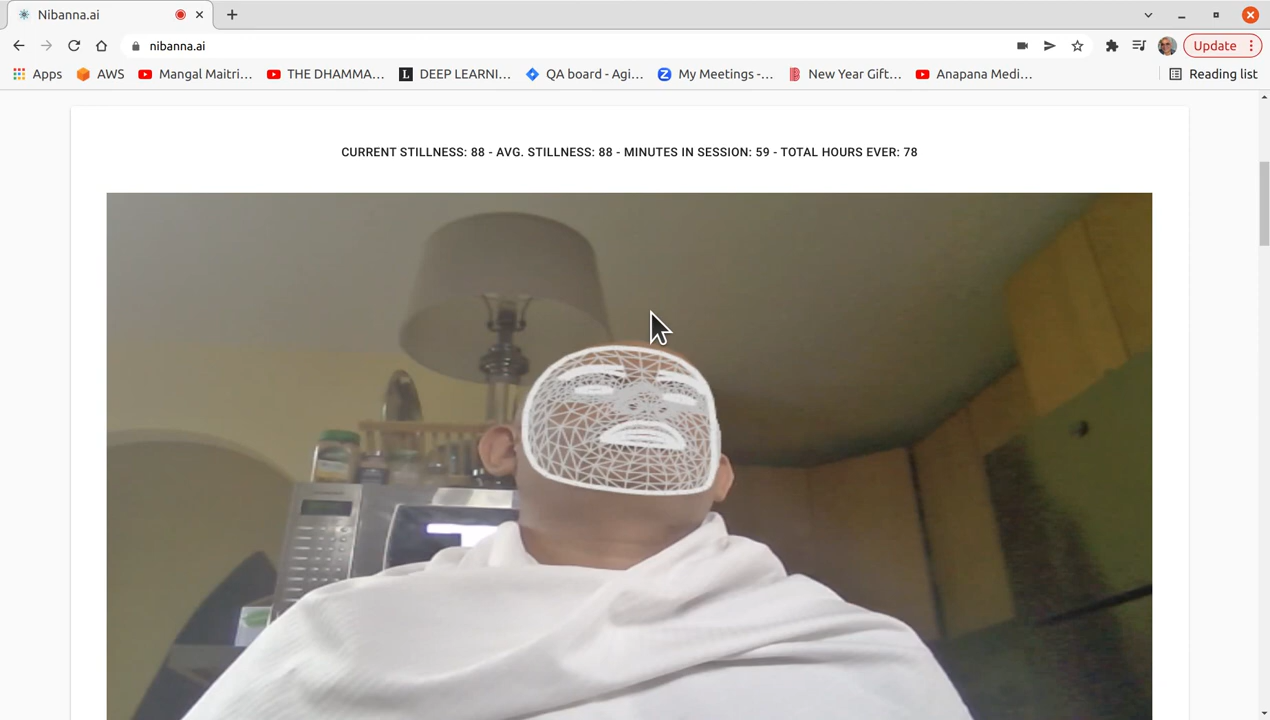 Nibanna.ai
nibanna.ai
Update
Apps AWS Mangal Maitri... THE DHAMMA... DEEP LEARNI... QA board - Agi... My Meetings -... New Year Gift... Anapana Medi... Reading list
CURRENT STILLNESS: 88 - AVG. STILLNESS: 88 - MINUTES IN SESSION: 59 - TOTAL HOURS EVER: 78